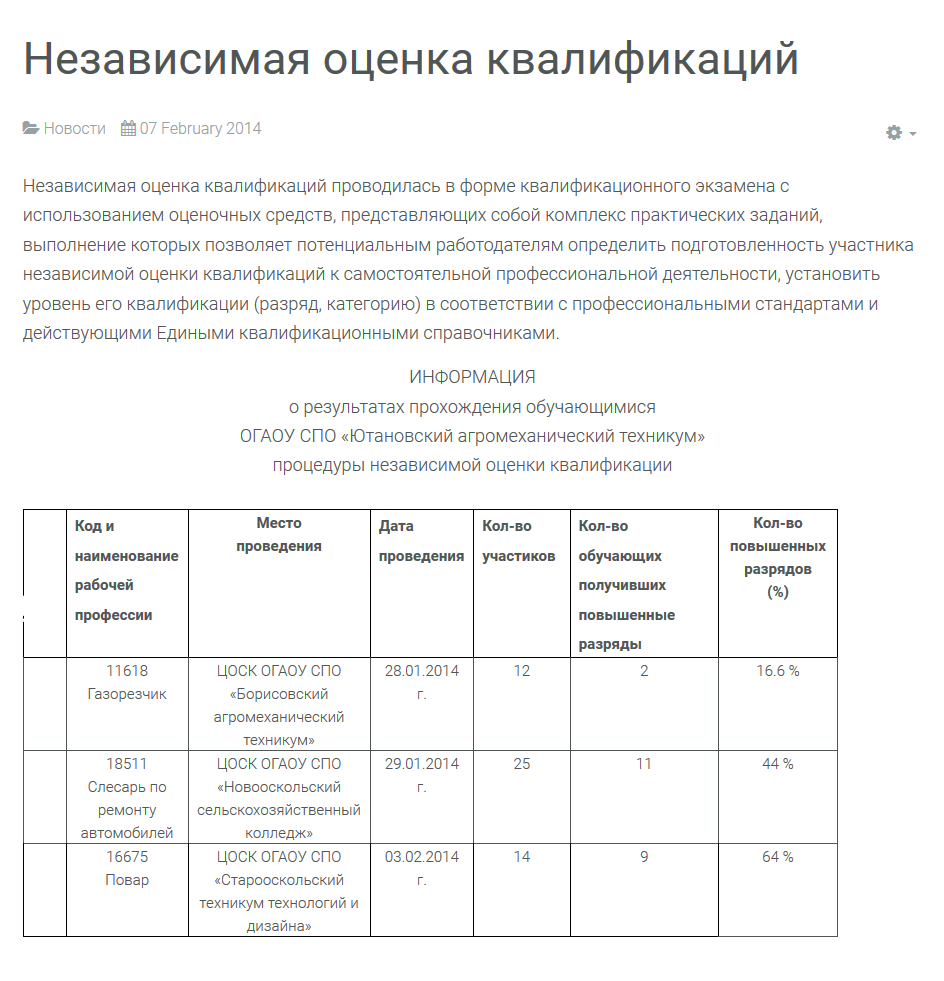 Независимая оценка квалификаций
Новости 07 February 2014
Независимая оценка квалификаций проводилась в форме квалификационного экзамена с
использованием оценочных средств, представляющих собой комплекс практических заданий,
выполнение которых позволяет потенциальным работодателям определить подготовленность участника
независимой оценки квалификаций к самостоятельной профессиональной деятельности, установить
уровень его квалификации (разряд, категорию) в соответствии с профессиональными стандартами и
действующими Едиными квалификационными справочниками.
ИНФОРМАЦИЯ
о результатах прохождения обучающимися
ОГАОУ СПО «Ютановский агромеханический техникум»
процедуры независимой оценки квалификации
Код и
наименование
рабочей
профессии
Место
проведения
Дата
проведения
Кол-во
участиков
Кол-во
обучающих
получивших
повышенные
разряды
Кол-во
повышенных
разрядов
(%)
11618
Газорезчик
ЦОСК ОГАОУ СПО
«Борисовский
агромеханический
техникум»
28.01.2014
г.
12
2
16.6 %
18511
Слесарь по
ремонту
автомобилей
ЦОСК ОГАОУ СПО
«Новооскольский
сельскохозяйственный
колледж»
29.01.2014
г.
25
11
44 %
16675
Повар
ЦОСК ОГАОУ СПО
«Старооскольский
техникум технологий и
дизайна»
03.02.2014
г.
14
9
64 %